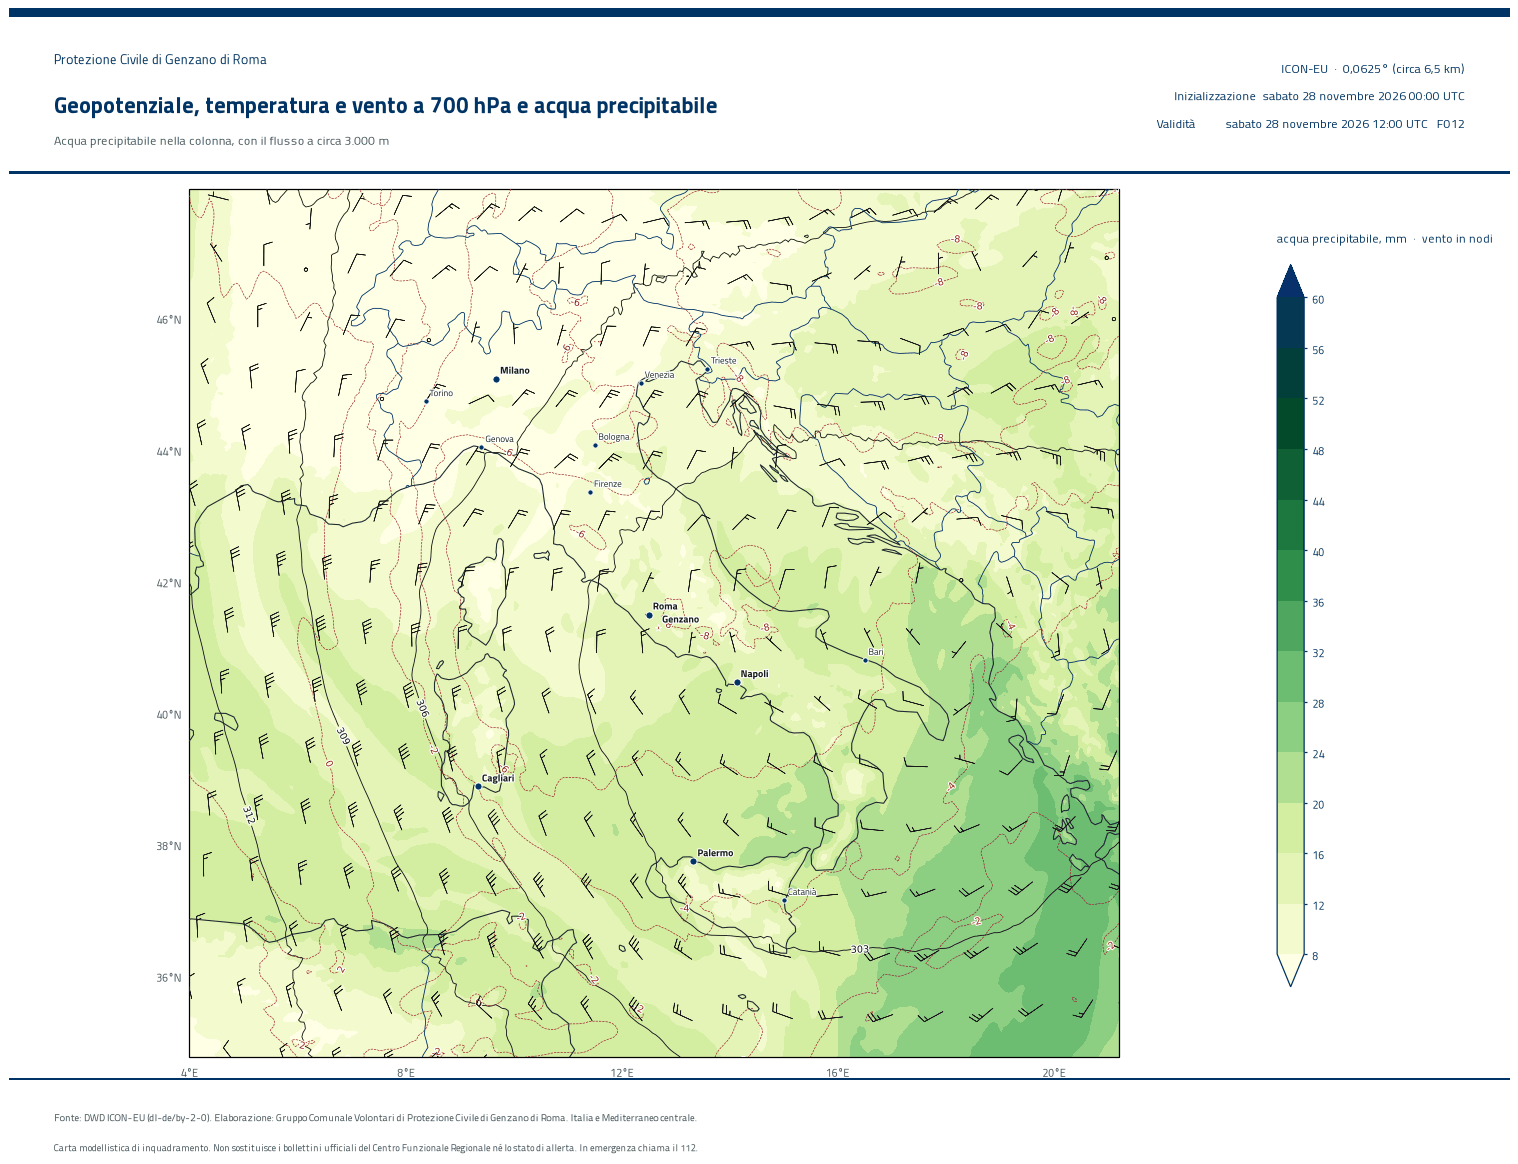 Protezione Civile di Genzano di Roma
Geopotenziale, temperatura e vento a 700 hPa e acqua precipitabile
Acqua precipitabile nella colonna, con il flusso a circa 3.000 m
ICON-EU · 0,0625° (circa 6,5 km)
Inizializzazione sabato 28 novembre 2026 00:00 UTC
Validità sabato 28 novembre 2026 12:00 UTC F012
acqua precipitabile, mm · vento in nodi
60
56
52
48
44
40
36
32
28
24
20
16
12
8
46°N
44°N
42°N
40°N
38°N
36°N
4°E
8°E
12°E
16°E
20°E
Milano
Torino
Venezia
Trieste
Genova
Bologna
Firenze
Roma
Genzano
Napoli
Bari
Cagliari
Palermo
Catania
303
306
309
312
Fonte: DWD ICON-EU (dl-de/by-2-0). Elaborazione: Gruppo Comunale Volontari di Protezione Civile di Genzano di Roma. Italia e Mediterraneo centrale.
Carta modellistica di inquadramento. Non sostituisce i bollettini ufficiali del Centro Funzionale Regionale né lo stato di allerta. In emergenza chiama il 112.